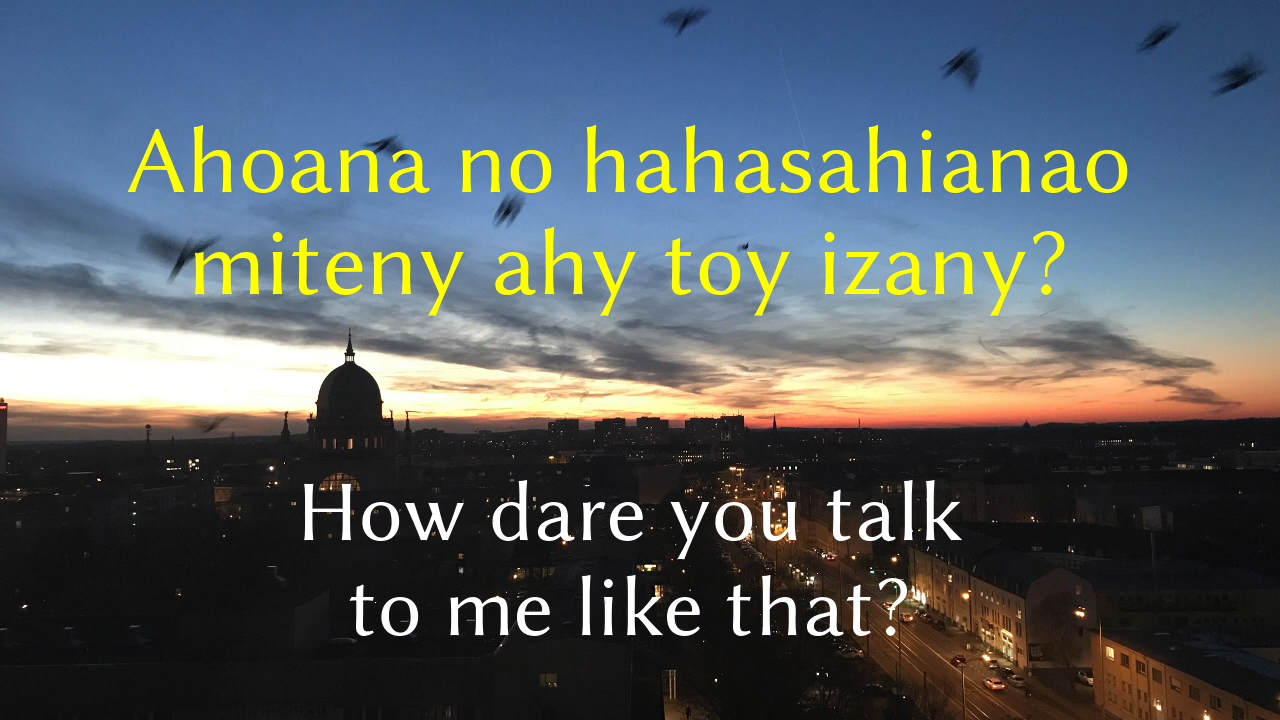 Ahoana no hahasahianao
miteny ahy toy izany?
How dare you talk
to me like that?